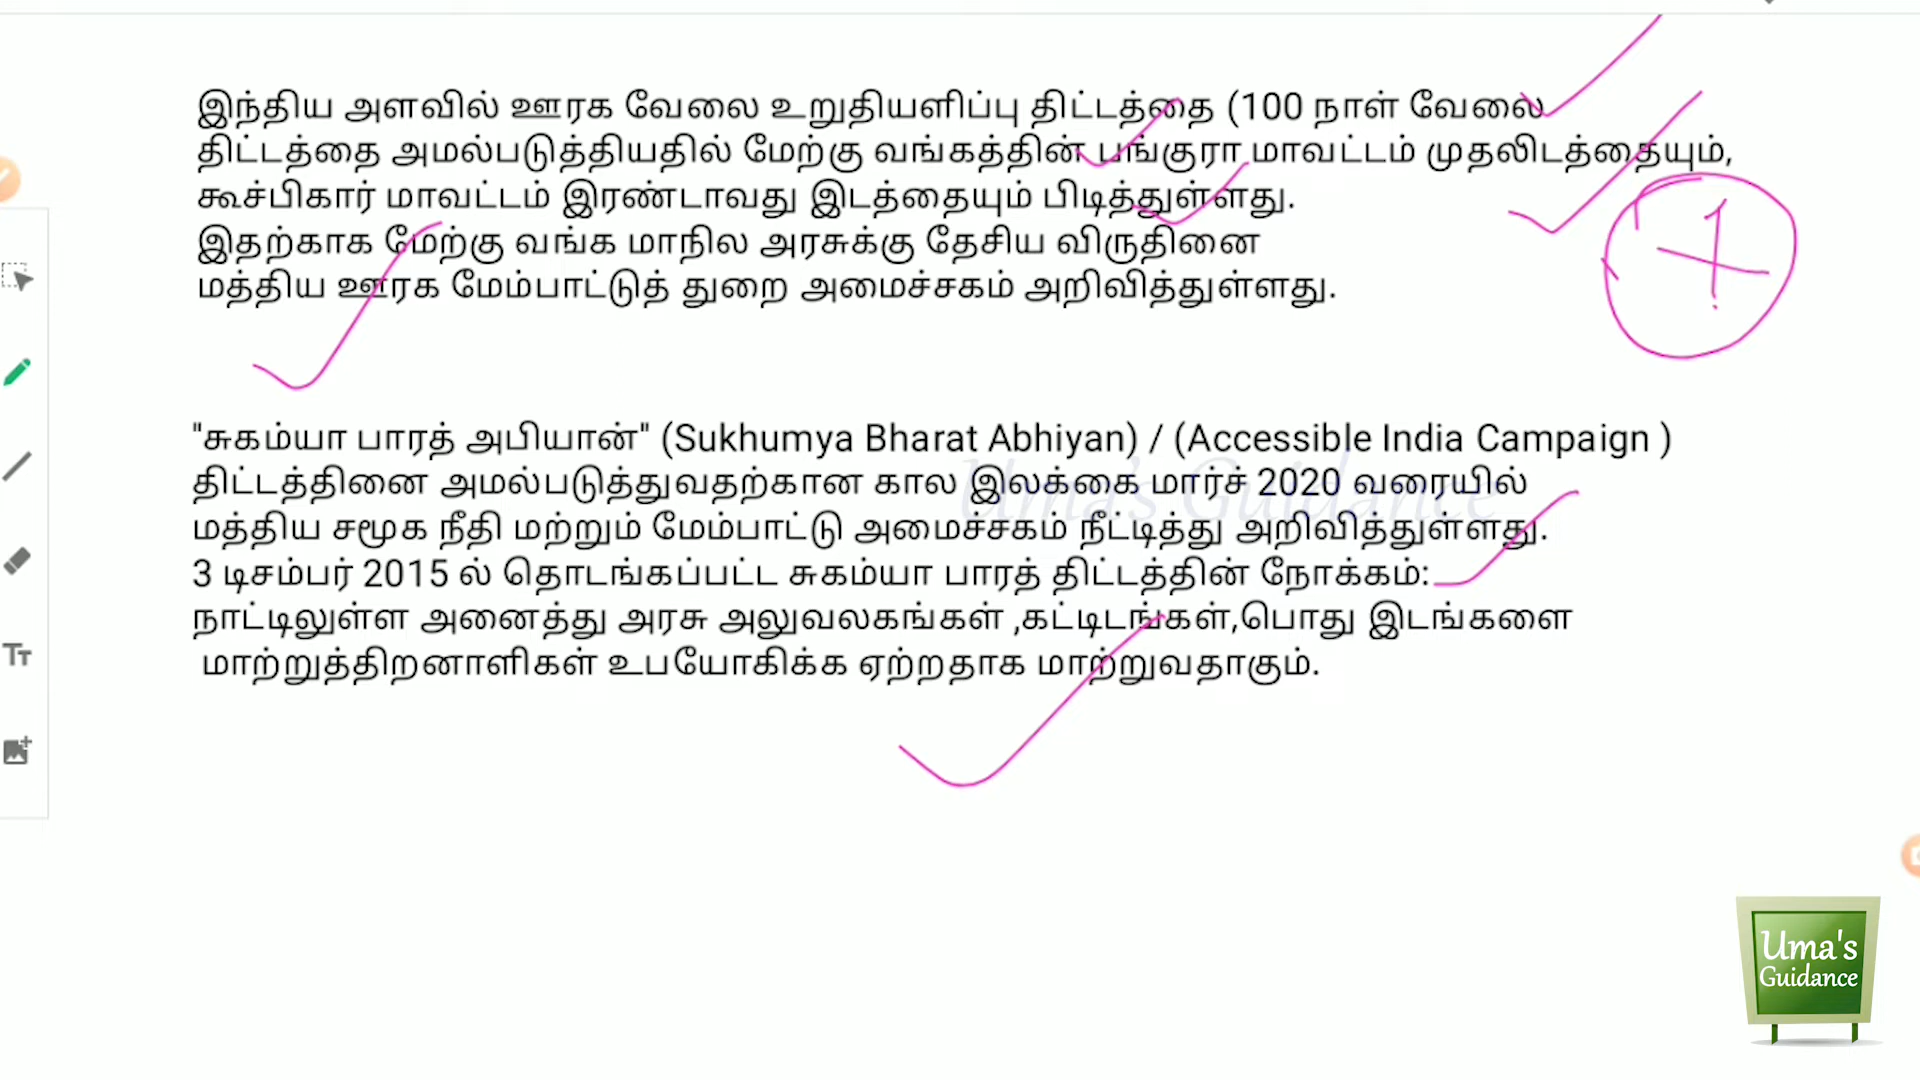 இந்திய அளவில் ஊரக வேலை உறுதியளிப்பு திட்டத்தை (100 நாள் வேலை
திட்டத்தை அமல்படுத்தியதில் மேற்கு வங்கத்தின் பங்குரா மாவட்டம் முதலிடத்தையும்,
கூச்பிகார் மாவட்டம் இரண்டாவது இடத்தையும் பிடித்துள்ளது.
இதற்காக மேற்கு வங்க மாநில அரசுக்கு தேசிய விருதினை
மத்திய ஊரக மேம்பாட்டுத் துறை அமைச்சகம் அறிவித்துள்ளது.
"சுகம்யா பாரத் அபியான்" (Sukhumya Bharat Abhiyan) / (Accessible India Campaign )
திட்டத்தினை அமல்படுத்துவதற்கான கால இலக்கை மார்ச் 2020 வரையில்
மத்திய சமூக நீதி மற்றும் மேம்பாட்டு அமைச்சகம் நீட்டித்து அறிவித்துள்ளது.
3 டிசம்பர் 2015 ல் தொடங்கப்பட்ட சுகம்யா பாரத் திட்டத்தின் நோக்கம்:
நாட்டிலுள்ள அனைத்து அரசு அலுவலகங்கள் ,கட்டிடங்கள்,பொது இடங்களை
மாற்றுத்திறனாளிகள் உபயோகிக்க ஏற்றதாக மாற்றுவதாகும்.
Uma's Guidance
Tт
Uma's
Guidance